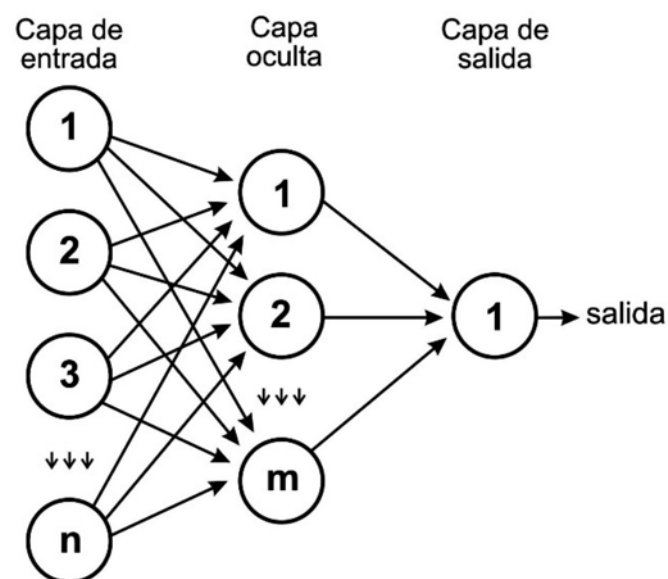 Capa de
entrada
Capa
oculta
Capa de
salida
1
2
3
↓↓↓
n
1
2
↓↓↓
m
1
salida